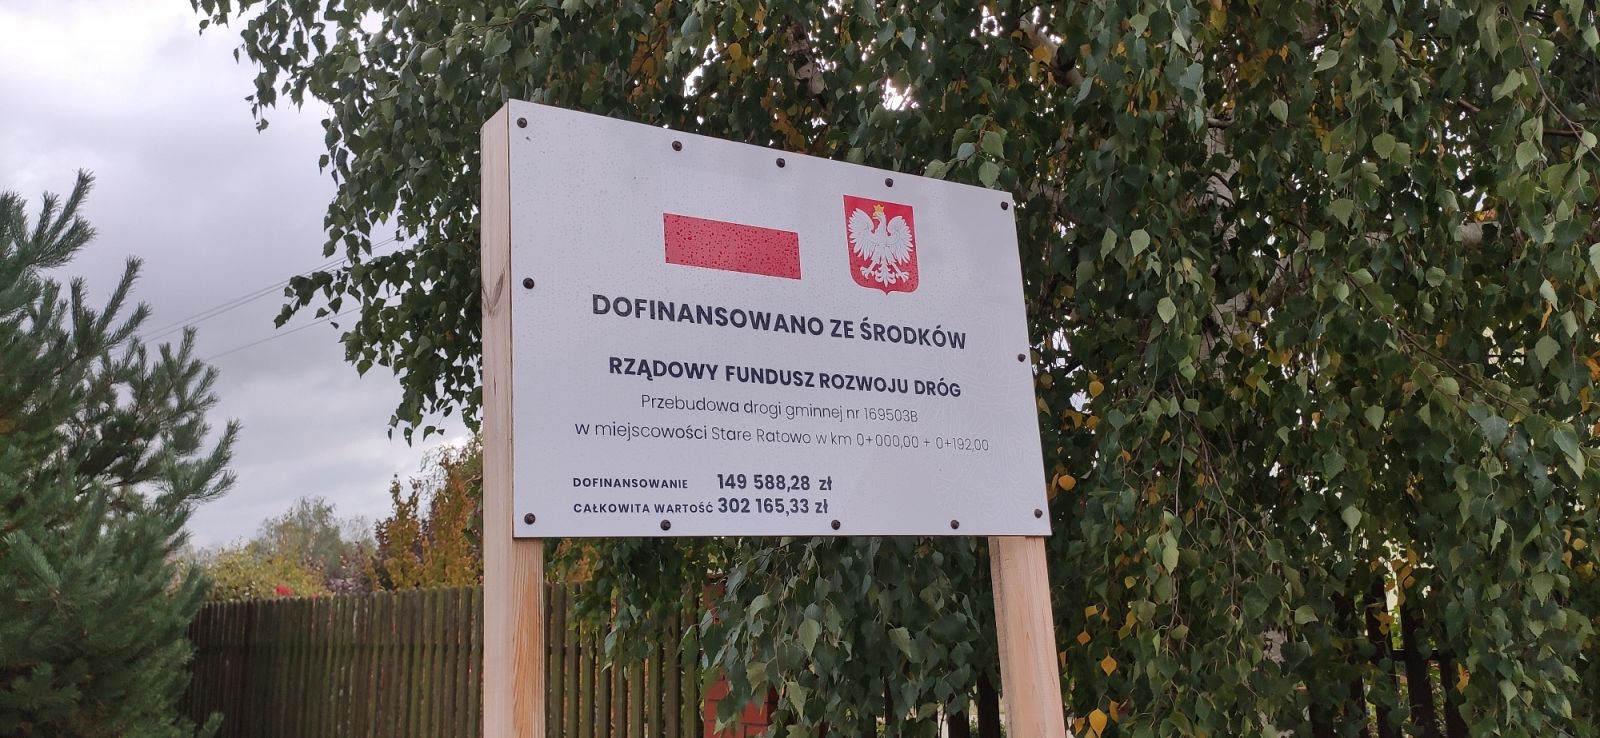 DOFINANSOWANO ZE ŚRODKÓW
RZĄDOWY FUNDUSZ ROZWOJU DRÓG
Przebudowa drogi gminnej nr 169503B
w miejscowości Stare Ratowo w km 0+000,00 + 0+192,00
DOFINANSOWANIE 149 588,28 zł
CAŁKOWITA WARTOŚĆ 302 165,33 zł